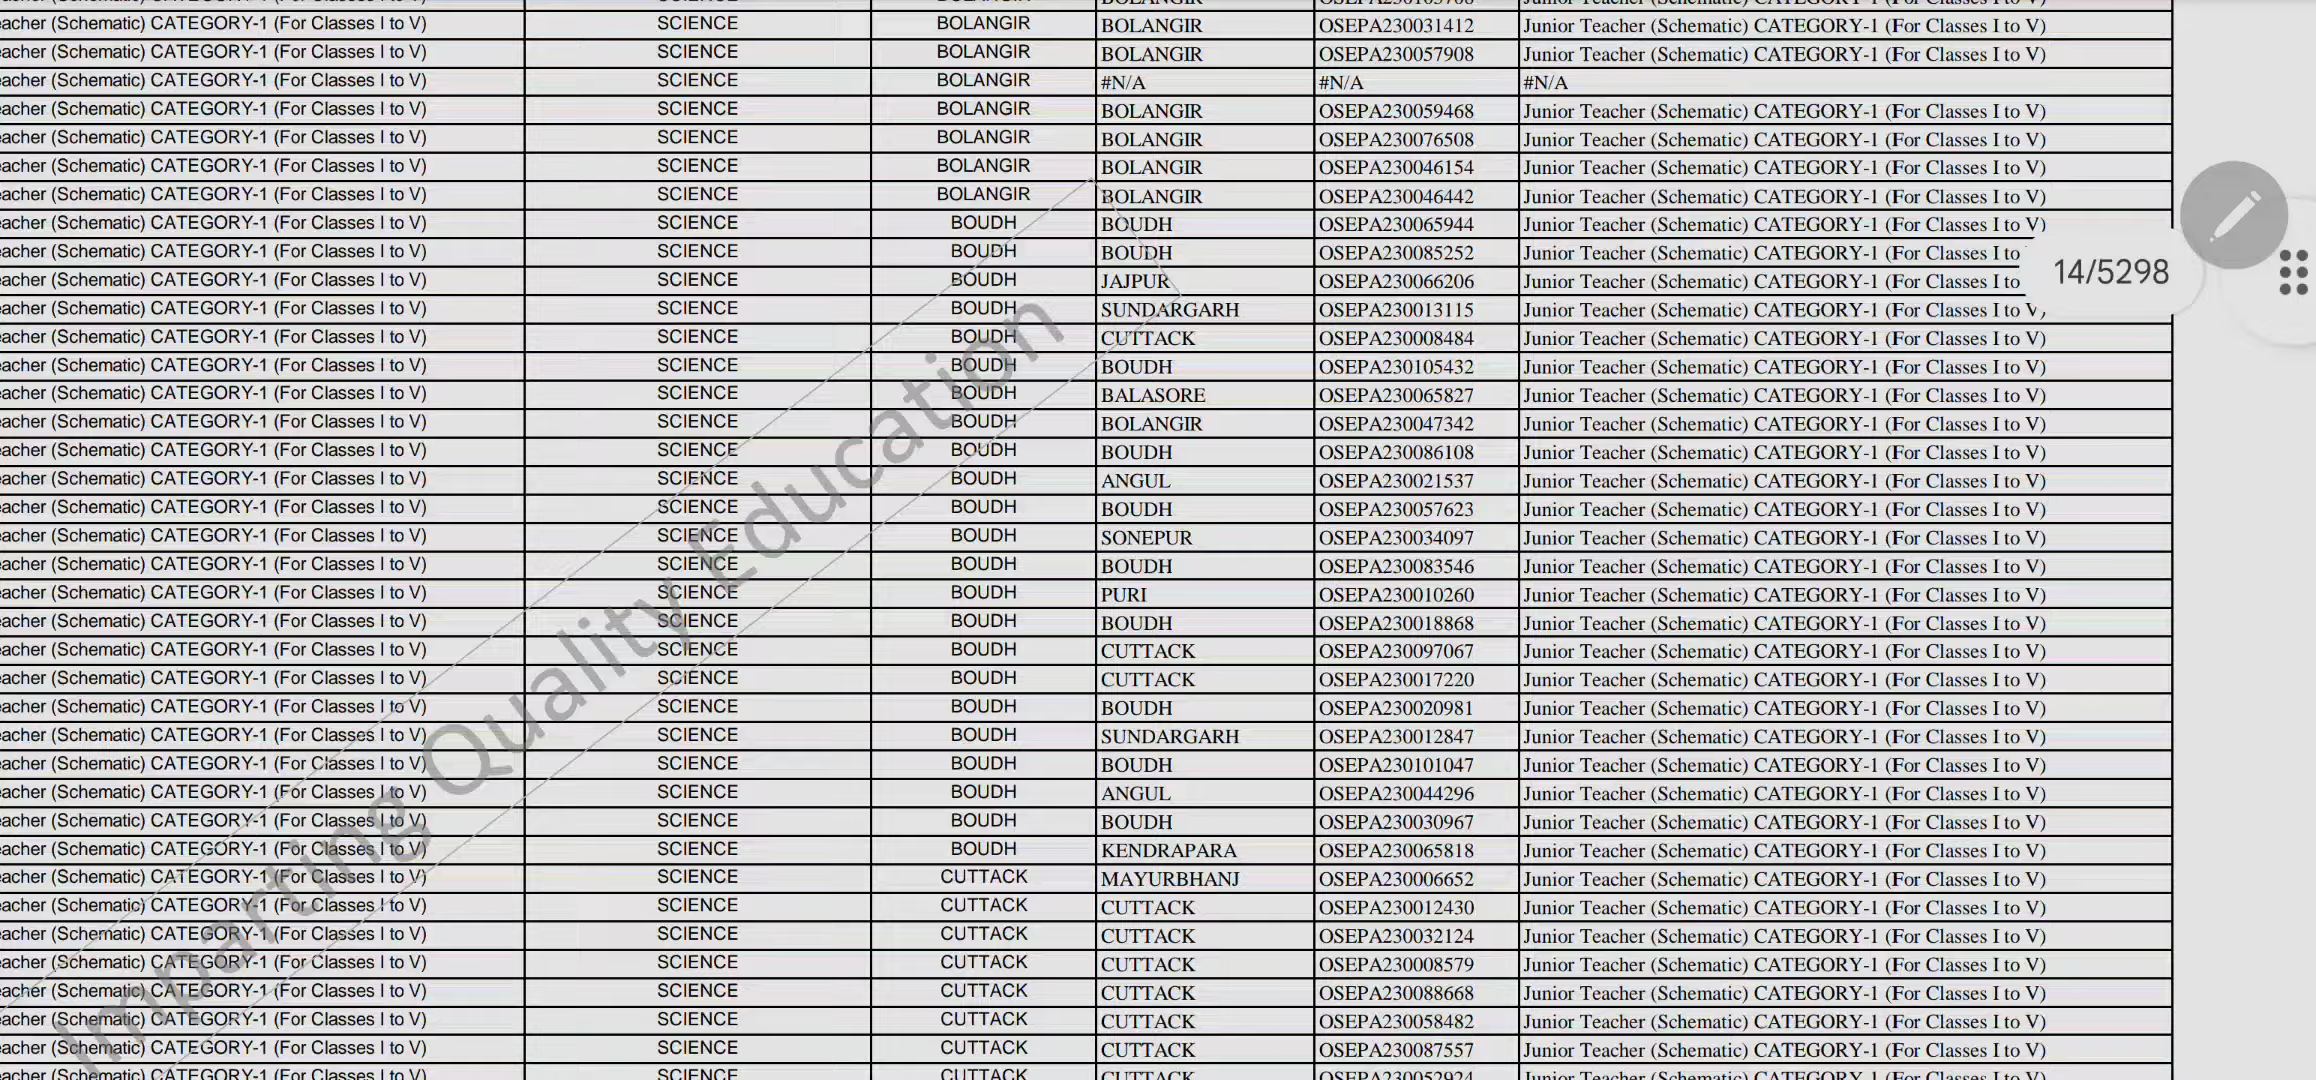 acher (Schematic) CATEGORY-1 (For Classes I to V) SCIENCE BOLANGIR BOLANGIR OSEPA230031412 Junior Teacher (Schematic) CATEGORY-1 (For Classes I to V)
acher (Schematic) CATEGORY-1 (For Classes I to V) SCIENCE BOLANGIR BOLANGIR OSEPA230057908 Junior Teacher (Schematic) CATEGORY-1 (For Classes I to V)
acher (Schematic) CATEGORY-1 (For Classes I to V) SCIENCE BOLANGIR #N/A #N/A #N/A
acher (Schematic) CATEGORY-1 (For Classes I to V) SCIENCE BOLANGIR BOLANGIR OSEPA230059468 Junior Teacher (Schematic) CATEGORY-1 (For Classes I to V)
acher (Schematic) CATEGORY-1 (For Classes I to V) SCIENCE BOLANGIR BOLANGIR OSEPA230076508 Junior Teacher (Schematic) CATEGORY-1 (For Classes I to V)
acher (Schematic) CATEGORY-1 (For Classes I to V) SCIENCE BOLANGIR BOLANGIR OSEPA230046154 Junior Teacher (Schematic) CATEGORY-1 (For Classes I to V)
acher (Schematic) CATEGORY-1 (For Classes I to V) SCIENCE BOLANGIR BOLANGIR OSEPA230046442 Junior Teacher (Schematic) CATEGORY-1 (For Classes I to V)
acher (Schematic) CATEGORY-1 (For Classes I to V) SCIENCE BOUDH BOUDH OSEPA230065944 Junior Teacher (Schematic) CATEGORY-1 (For Classes I to V)
acher (Schematic) CATEGORY-1 (For Classes I to V) SCIENCE BOUDH BOUDH OSEPA230085252 Junior Teacher (Schematic) CATEGORY-1 (For Classes I to
14/5298
acher (Schematic) CATEGORY-1 (For Classes I to V) SCIENCE BOUDH JAJPUR OSEPA230066206 Junior Teacher (Schematic) CATEGORY-1 (For Classes I to
acher (Schematic) CATEGORY-1 (For Classes I to V) SCIENCE BOUDH SUNDARGARH OSEPA230013115 Junior Teacher (Schematic) CATEGORY-1 (For Classes I to V)
acher (Schematic) CATEGORY-1 (For Classes I to V) SCIENCE BOUDH CUTTACK OSEPA230008484 Junior Teacher (Schematic) CATEGORY-1 (For Classes I to V)
acher (Schematic) CATEGORY-1 (For Classes I to V) SCIENCE BOUDH BOUDH OSEPA230105432 Junior Teacher (Schematic) CATEGORY-1 (For Classes I to V)
acher (Schematic) CATEGORY-1 (For Classes I to V) SCIENCE BOUDH BALASORE OSEPA230065827 Junior Teacher (Schematic) CATEGORY-1 (For Classes I to V)
acher (Schematic) CATEGORY-1 (For Classes I to V) SCIENCE BOUDH BOLANGIR OSEPA230047342 Junior Teacher (Schematic) CATEGORY-1 (For Classes I to V)
acher (Schematic) CATEGORY-1 (For Classes I to V) SCIENCE BOUDH BOUDH OSEPA230086108 Junior Teacher (Schematic) CATEGORY-1 (For Classes I to V)
acher (Schematic) CATEGORY-1 (For Classes I to V) SCIENCE BOUDH ANGUL OSEPA230021537 Junior Teacher (Schematic) CATEGORY-1 (For Classes I to V)
acher (Schematic) CATEGORY-1 (For Classes I to V) SCIENCE BOUDH BOUDH OSEPA230057623 Junior Teacher (Schematic) CATEGORY-1 (For Classes I to V)
acher (Schematic) CATEGORY-1 (For Classes I to V) SCIENCE BOUDH SONEPUR OSEPA230034097 Junior Teacher (Schematic) CATEGORY-1 (For Classes I to V)
acher (Schematic) CATEGORY-1 (For Classes I to V) SCIENCE BOUDH BOUDH OSEPA230083546 Junior Teacher (Schematic) CATEGORY-1 (For Classes I to V)
acher (Schematic) CATEGORY-1 (For Classes I to V) SCIENCE BOUDH PURI OSEPA230010260 Junior Teacher (Schematic) CATEGORY-1 (For Classes I to V)
acher (Schematic) CATEGORY-1 (For Classes I to V) SCIENCE BOUDH BOUDH OSEPA230018868 Junior Teacher (Schematic) CATEGORY-1 (For Classes I to V)
acher (Schematic) CATEGORY-1 (For Classes I to V) SCIENCE BOUDH CUTTACK OSEPA230097067 Junior Teacher (Schematic) CATEGORY-1 (For Classes I to V)
acher (Schematic) CATEGORY-1 (For Classes I to V) SCIENCE BOUDH CUTTACK OSEPA230017220 Junior Teacher (Schematic) CATEGORY-1 (For Classes I to V)
acher (Schematic) CATEGORY-1 (For Classes I to V) SCIENCE BOUDH BOUDH OSEPA230020981 Junior Teacher (Schematic) CATEGORY-1 (For Classes I to V)
acher (Schematic) CATEGORY-1 (For Classes I to V) SCIENCE BOUDH SUNDARGARH OSEPA230012847 Junior Teacher (Schematic) CATEGORY-1 (For Classes I to V)
acher (Schematic) CATEGORY-1 (For Classes I to V) SCIENCE BOUDH BOUDH OSEPA230101047 Junior Teacher (Schematic) CATEGORY-1 (For Classes I to V)
acher (Schematic) CATEGORY-1 (For Classes I to V) SCIENCE BOUDH ANGUL OSEPA230044296 Junior Teacher (Schematic) CATEGORY-1 (For Classes I to V)
acher (Schematic) CATEGORY-1 (For Classes I to V) SCIENCE BOUDH BOUDH OSEPA230030967 Junior Teacher (Schematic) CATEGORY-1 (For Classes I to V)
acher (Schematic) CATEGORY-1 (For Classes I to V) SCIENCE BOUDH KENDRAPARA OSEPA230065818 Junior Teacher (Schematic) CATEGORY-1 (For Classes I to V)
acher (Schematic) CATEGORY-1 (For Classes I to V) SCIENCE CUTTACK MAYURBHANJ OSEPA230006652 Junior Teacher (Schematic) CATEGORY-1 (For Classes I to V)
acher (Schematic) CATEGORY-1 (For Classes I to V) SCIENCE CUTTACK CUTTACK OSEPA230012430 Junior Teacher (Schematic) CATEGORY-1 (For Classes I to V)
acher (Schematic) CATEGORY-1 (For Classes I to V) SCIENCE CUTTACK CUTTACK OSEPA230032124 Junior Teacher (Schematic) CATEGORY-1 (For Classes I to V)
acher (Schematic) CATEGORY-1 (For Classes I to V) SCIENCE CUTTACK CUTTACK OSEPA230008579 Junior Teacher (Schematic) CATEGORY-1 (For Classes I to V)
acher (Schematic) CATEGORY-1 (For Classes I to V) SCIENCE CUTTACK CUTTACK OSEPA230088668 Junior Teacher (Schematic) CATEGORY-1 (For Classes I to V)
acher (Schematic) CATEGORY-1 (For Classes I to V) SCIENCE CUTTACK CUTTACK OSEPA230058482 Junior Teacher (Schematic) CATEGORY-1 (For Classes I to V)
acher (Schematic) CATEGORY-1 (For Classes I to V) SCIENCE CUTTACK CUTTACK OSEPA230087557 Junior Teacher (Schematic) CATEGORY-1 (For Classes I to V)
acher (Schematic) CATEGORY-1 (For Classes I to V) SCIENCE CUTTACK CUTTACK OSEPA230052924 Junior Teacher (Schematic) CATEGORY-1 (For Classes I to V)
Imparting Quality Education